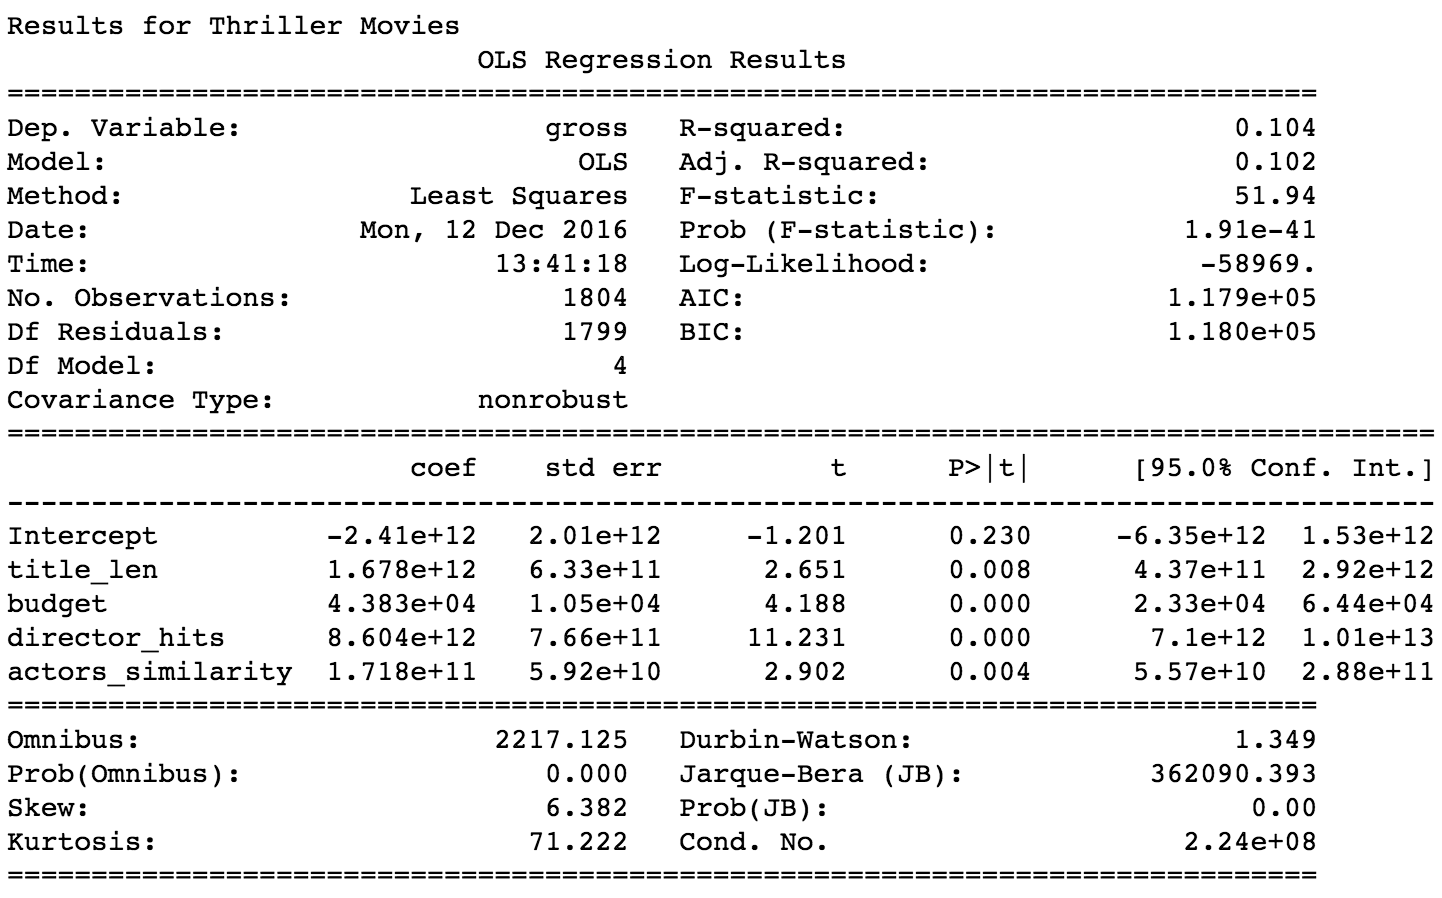 Results for Thriller Movies
OLS Regression Results
==============================================================================
Dep. Variable: gross R-squared: 0.104
Model: OLS Adj. R-squared: 0.102
Method: Least Squares F-statistic: 51.94
Date: Mon, 12 Dec 2016 Prob (F-statistic): 1.91e-41
Time: 13:41:18 Log-Likelihood: -58969.
No. Observations: 1804 AIC: 1.179e+05
Df Residuals: 1799 BIC: 1.180e+05
Df Model: 4
Covariance Type: nonrobust
=====================================================================================
coef std err t P>|t| [95.0% Conf. Int.]
-------------------------------------------------------------------------------------
Intercept -2.41e+12 2.01e+12 -1.201 0.230 -6.35e+12 1.53e+12
title_len 1.678e+12 6.33e+11 2.651 0.008 4.37e+11 2.92e+12
budget 4.383e+04 1.05e+04 4.188 0.000 2.33e+04 6.44e+04
director_hits 8.604e+12 7.66e+11 11.231 0.000 7.1e+12 1.01e+13
actors_similarity 1.718e+11 5.92e+10 2.902 0.004 5.57e+10 2.88e+11
==============================================================================
Omnibus: 2217.125 Durbin-Watson: 1.349
Prob(Omnibus): 0.000 Jarque-Bera (JB): 362090.393
Skew: 6.382 Prob(JB): 0.00
Kurtosis: 71.222 Cond. No. 2.24e+08
==============================================================================